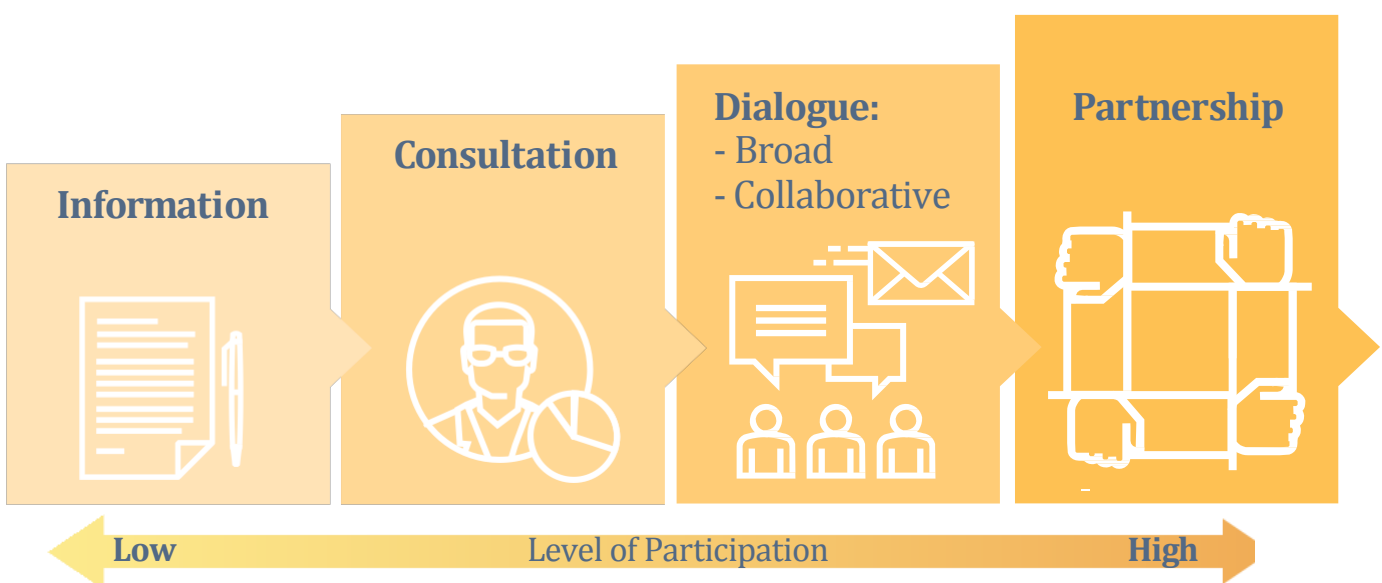 Information
Consultation
Dialogue:
- Broad
- Collaborative
Partnership
Low
Level of Participation
High